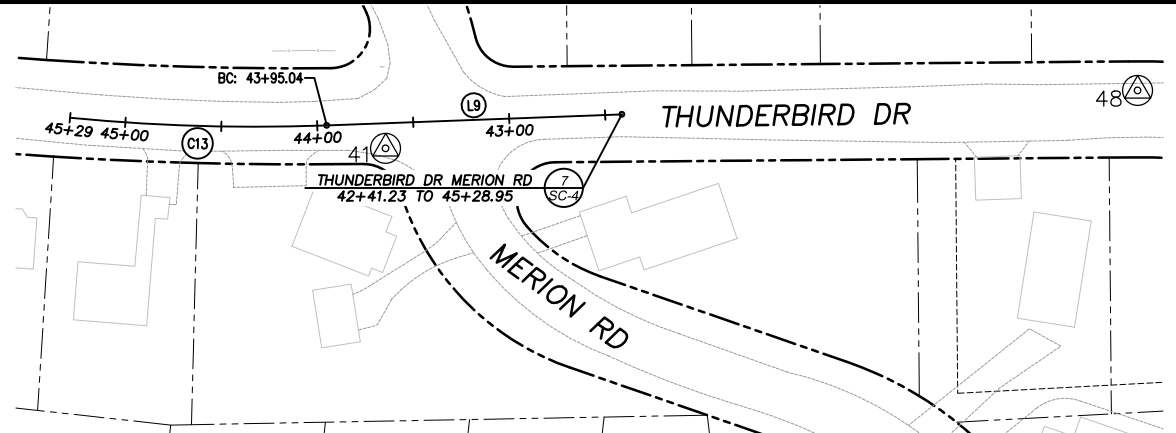 BC: 43+95.04
L9
48
THUNDERBIRD DR
45+29 45+00
C13
44+00
43+00
41
THUNDERBIRD DR MERION RD
42+41.23 TO 45+28.95
7
SC-4
MERION RD